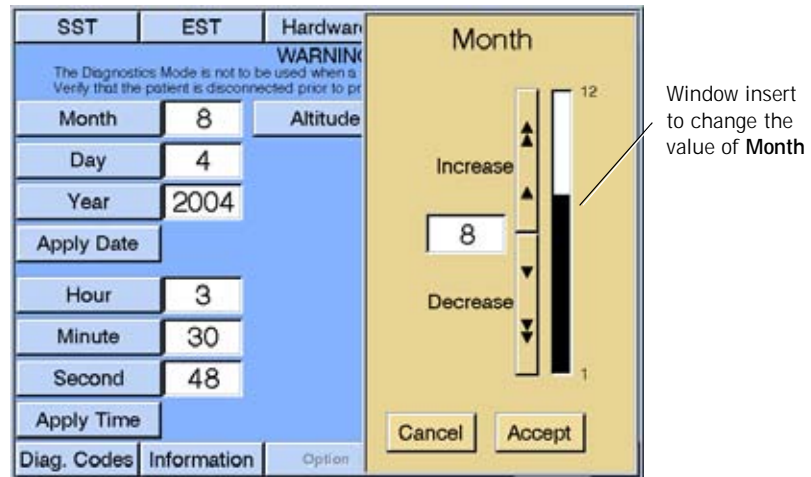 SST EST Hardwar
WARNIN
The Diagnostics Mode is not to be used when a
Verify that the patient is disconnected prior to pr
Month 8 Altitude
Day 4
Year 2004
Apply Date
Hour 3
Minute 30
Second 48
Apply Time
Diag. Codes Information Option
Month
12
Increase
8
Decrease
1
Cancel Accept
Window insert
to change the
value of Month